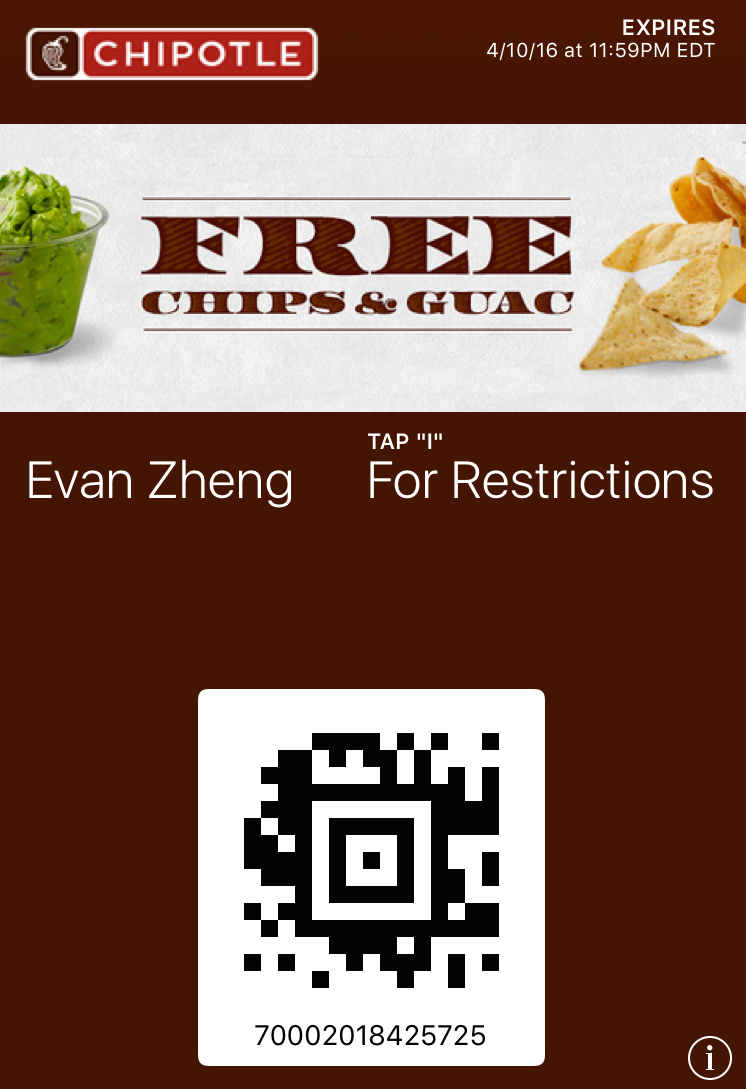 CHIPOTLE
EXPIRES
4/10/16 at 11:59PM EDT
FREE
CHIPS & GUAC
TAP "I"
Evan Zheng For Restrictions
70002018425725
i